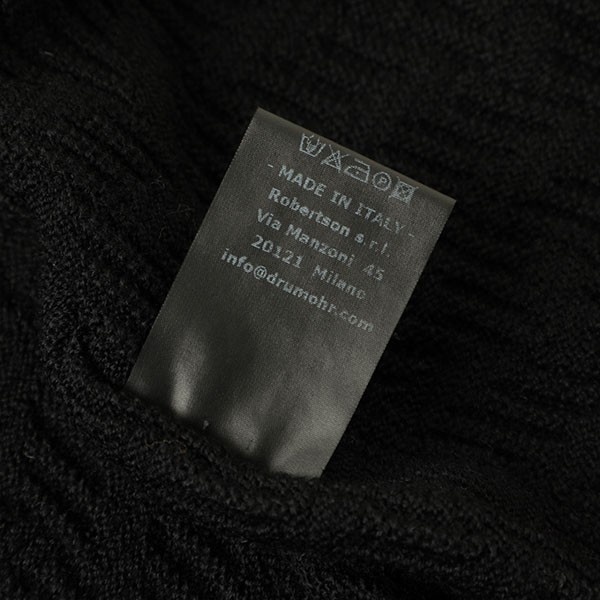 - MADE IN ITALY -
Robertson s.r.l.
Via Manzoni 45
20121 Milano
info@drumohr.com